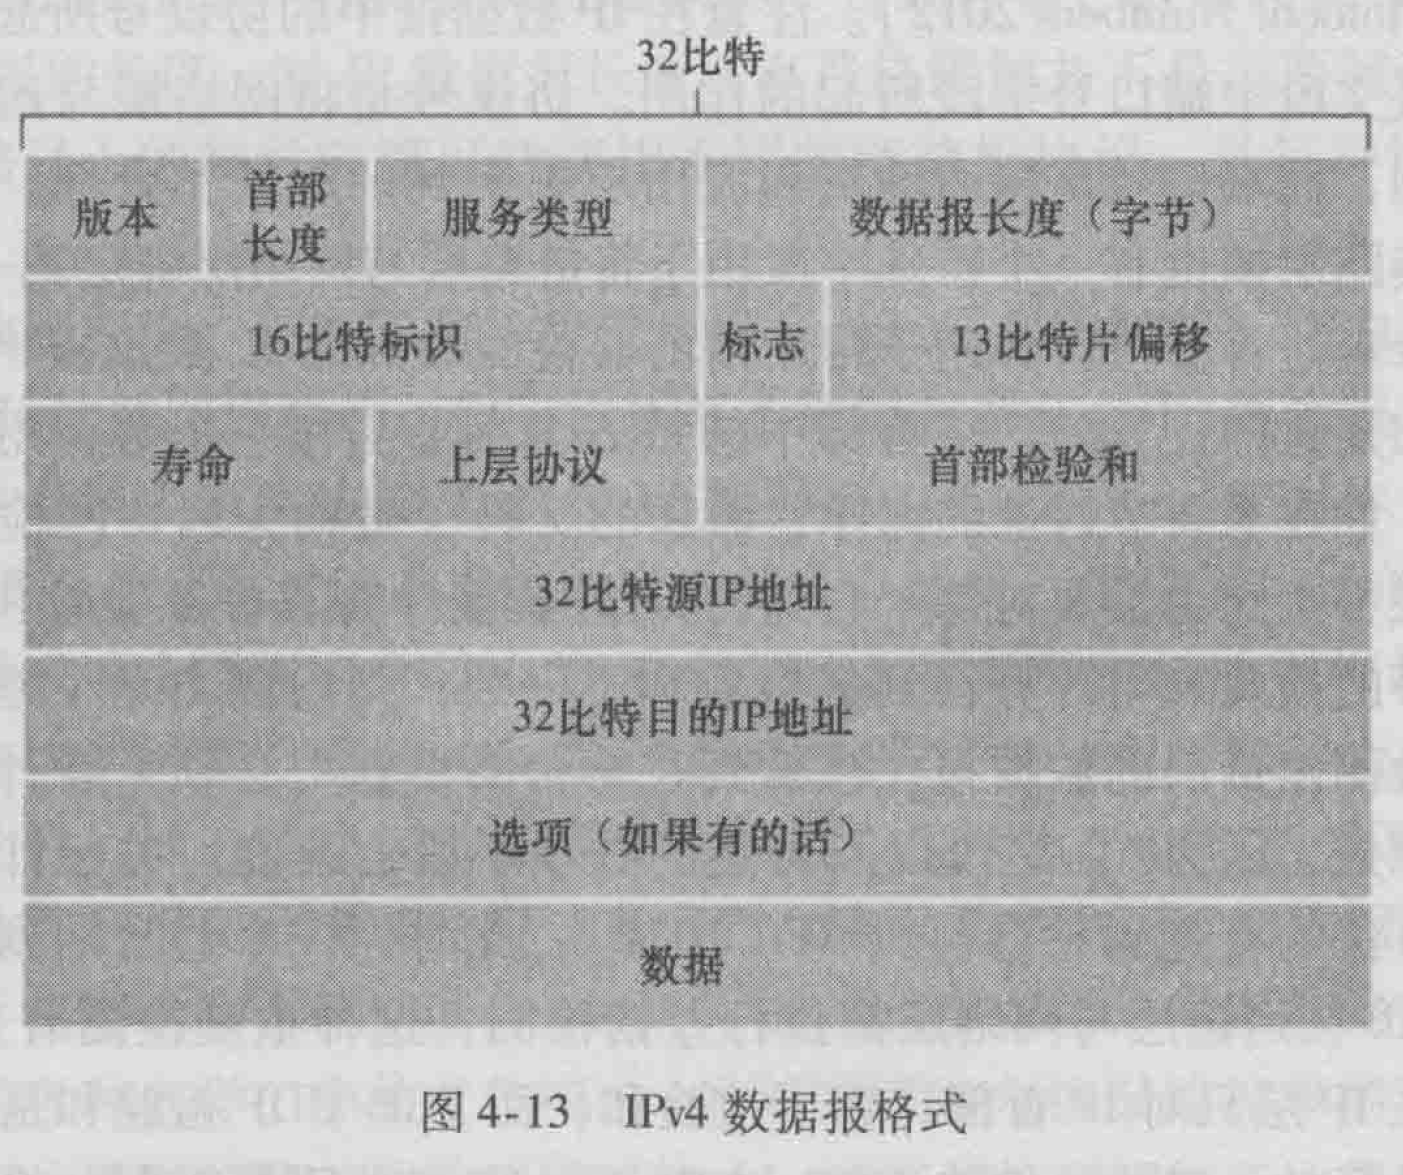 32比特
版本
首部
长度
服务类型
数据报长度（字节）
16比特标识
标志
13比特片偏移
寿命
上层协议
首部检验和
32比特源IP地址
32比特目的IP地址
选项（如果有的话）
数据
图 4-13 IPv4 数据报格式